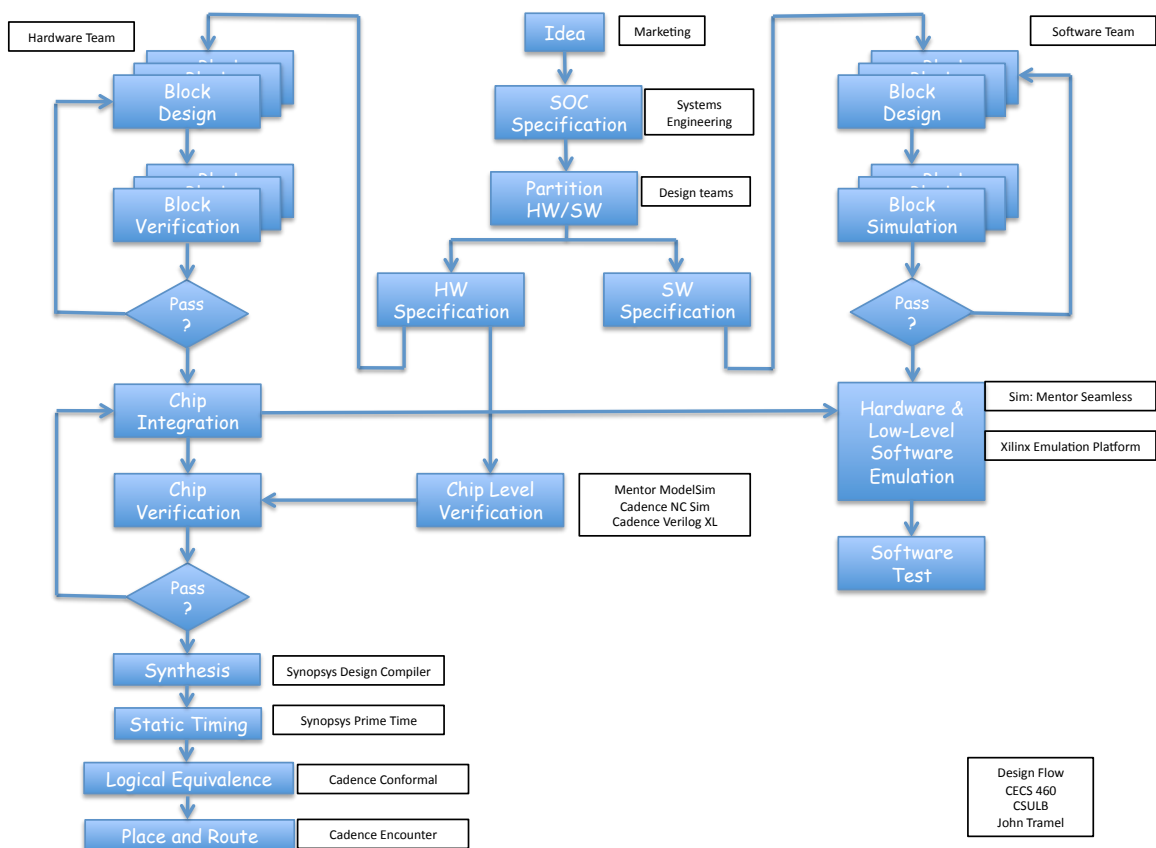 Hardware Team
Idea
Marketing
Software Team
Block
Design
SOC
Specification
Systems
Engineering
Block
Design
Partition
HW/SW
Design teams
Block
Verification
Block
Simulation
HW
Specification
SW
Specification
Pass
?
Pass
?
Chip
Integration
Hardware &
Low-Level
Software
Emulation
Sim: Mentor Seamless
Xilinx Emulation Platform
Chip
Verification
Chip Level
Verification
Mentor ModelSim
Cadence NC Sim
Cadence Verilog XL
Software
Test
Pass
?
Synthesis
Synopsys Design Compiler
Static Timing
Synopsys Prime Time
Logical Equivalence
Cadence Conformal
Place and Route
Cadence Encounter
Design Flow
CECS 460
CSULB
John Tramel